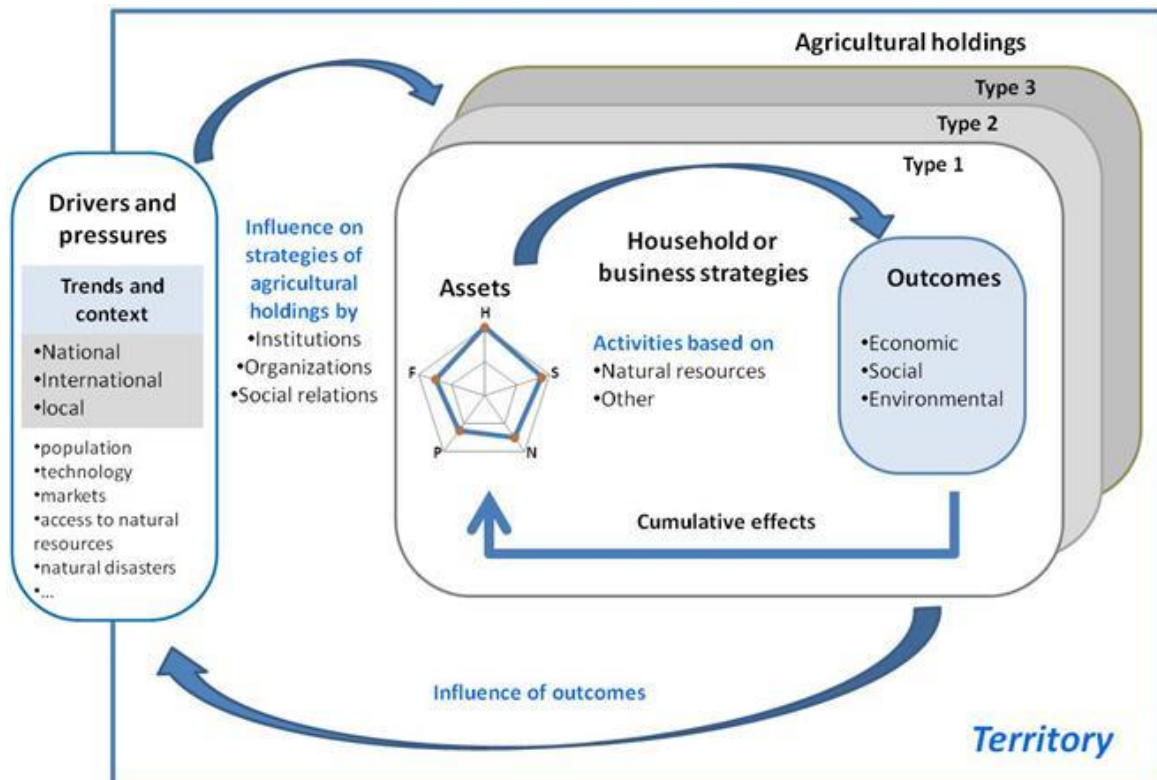 Agricultural holdings
Type 3
Type 2
Type 1
Drivers and
pressures
Trends and
context
•National
•International
•local
•population
•technology
•markets
•access to natural
resources
•natural disasters
•...
Influence on
strategies of
agricultural
holdings by
•Institutions
•Organizations
•Social relations
Assets
H
F
S
P
N
Household or
business strategies
Activities based on
•Natural resources
•Other
Outcomes
•Economic
•Social
•Environmental
Cumulative effects
Influence of outcomes
Territory